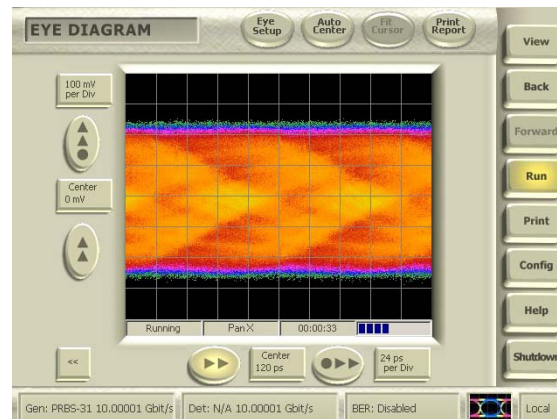 EYE DIAGRAM
Eye
Setup
Auto
Center
Fit
Cursor
Print
Report
View
100 mV
per Div
Back
Forward
Center
0 mV
Run
Print
Config
Running
Pan X
00:00:33
Help
<<
Center
120 ps
24 ps
per Div
Shutdown
Gen: PRBS-31 10.00001 Gbit/s
Det: N/A 10.00001 Gbit/s
BER: Disabled
Local